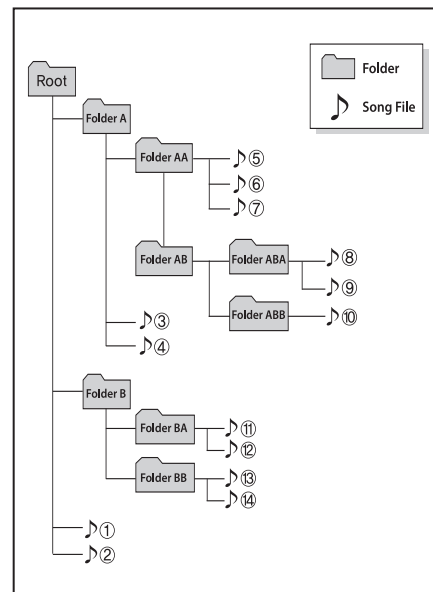 Folder
Song File
Root
Folder A
Folder AA
⑤
⑥
⑦
Folder AB
Folder ABA
⑧
⑨
Folder ABB
⑩
③
④
Folder B
Folder BA
⑪
⑫
Folder BB
⑬
⑭
①
②